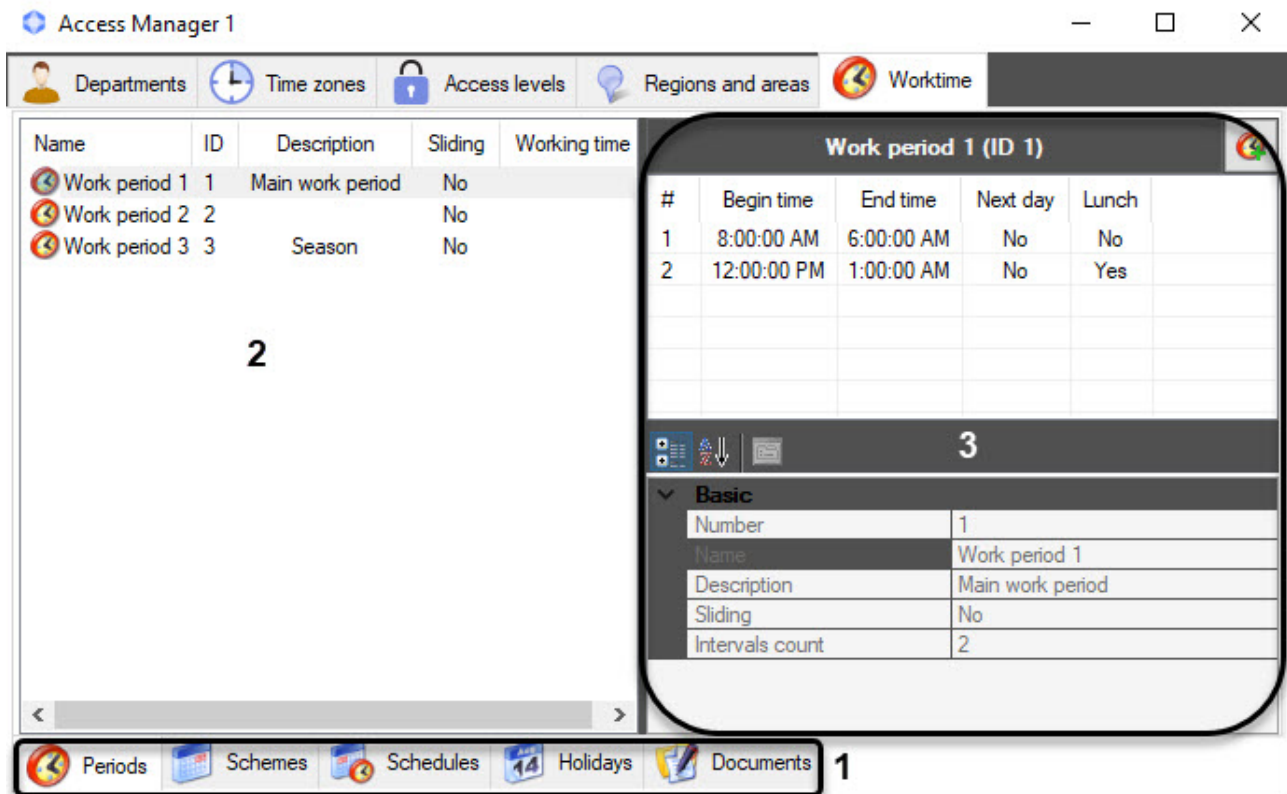 Access Manager 1
Departments Time zones Access levels Regions and areas Worktime
Name ID Description Sliding Working time
Work period 1 1 Main work period No
Work period 2 2 No
Work period 3 3 Season No
2
Work period 1 (ID 1)
# Begin time End time Next day Lunch
1 8:00:00 AM 6:00:00 AM No No
2 12:00:00 PM 1:00:00 AM No Yes
3
Basic
Number 1
Name Work period 1
Description Main work period
Sliding No
Intervals count 2
Periods Schemes Schedules 14 Holidays Documents 1